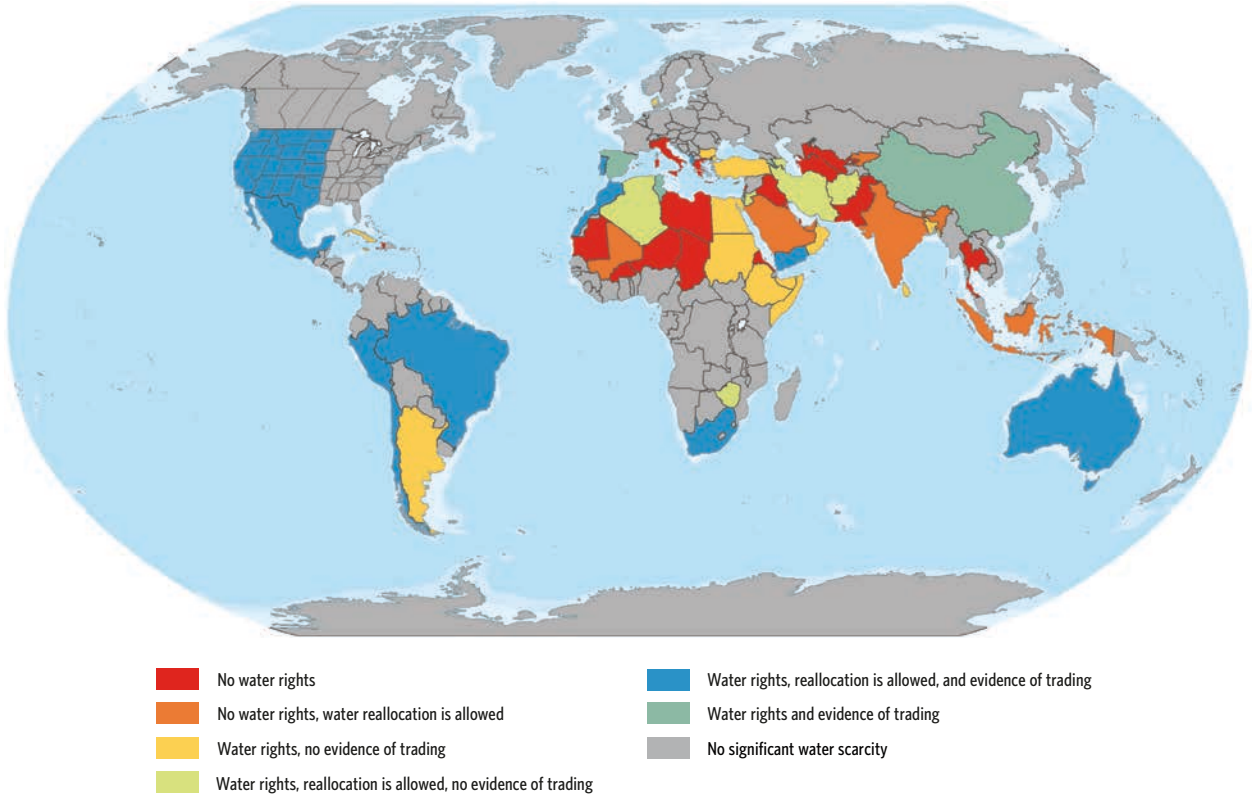 No water rights
No water rights, water reallocation is allowed
Water rights, no evidence of trading
Water rights, reallocation is allowed, no evidence of trading
Water rights, reallocation is allowed, and evidence of trading
Water rights and evidence of trading
No significant water scarcity